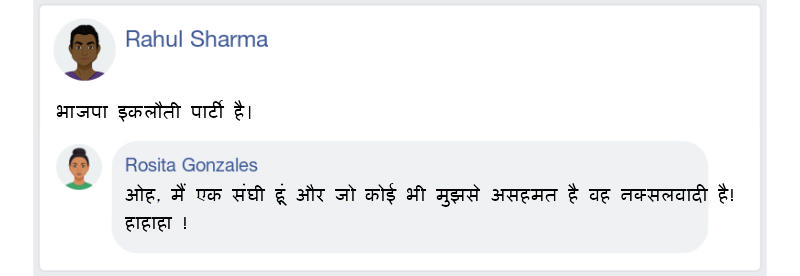 Rahul Sharma
भाजपा इकलौती पार्टी है।
Rosita Gonzales
ओह, मैं एक संघी हूं और जो कोई भी मुझसे असहमत है वह नक्सलवादी है!
हाहाहा !